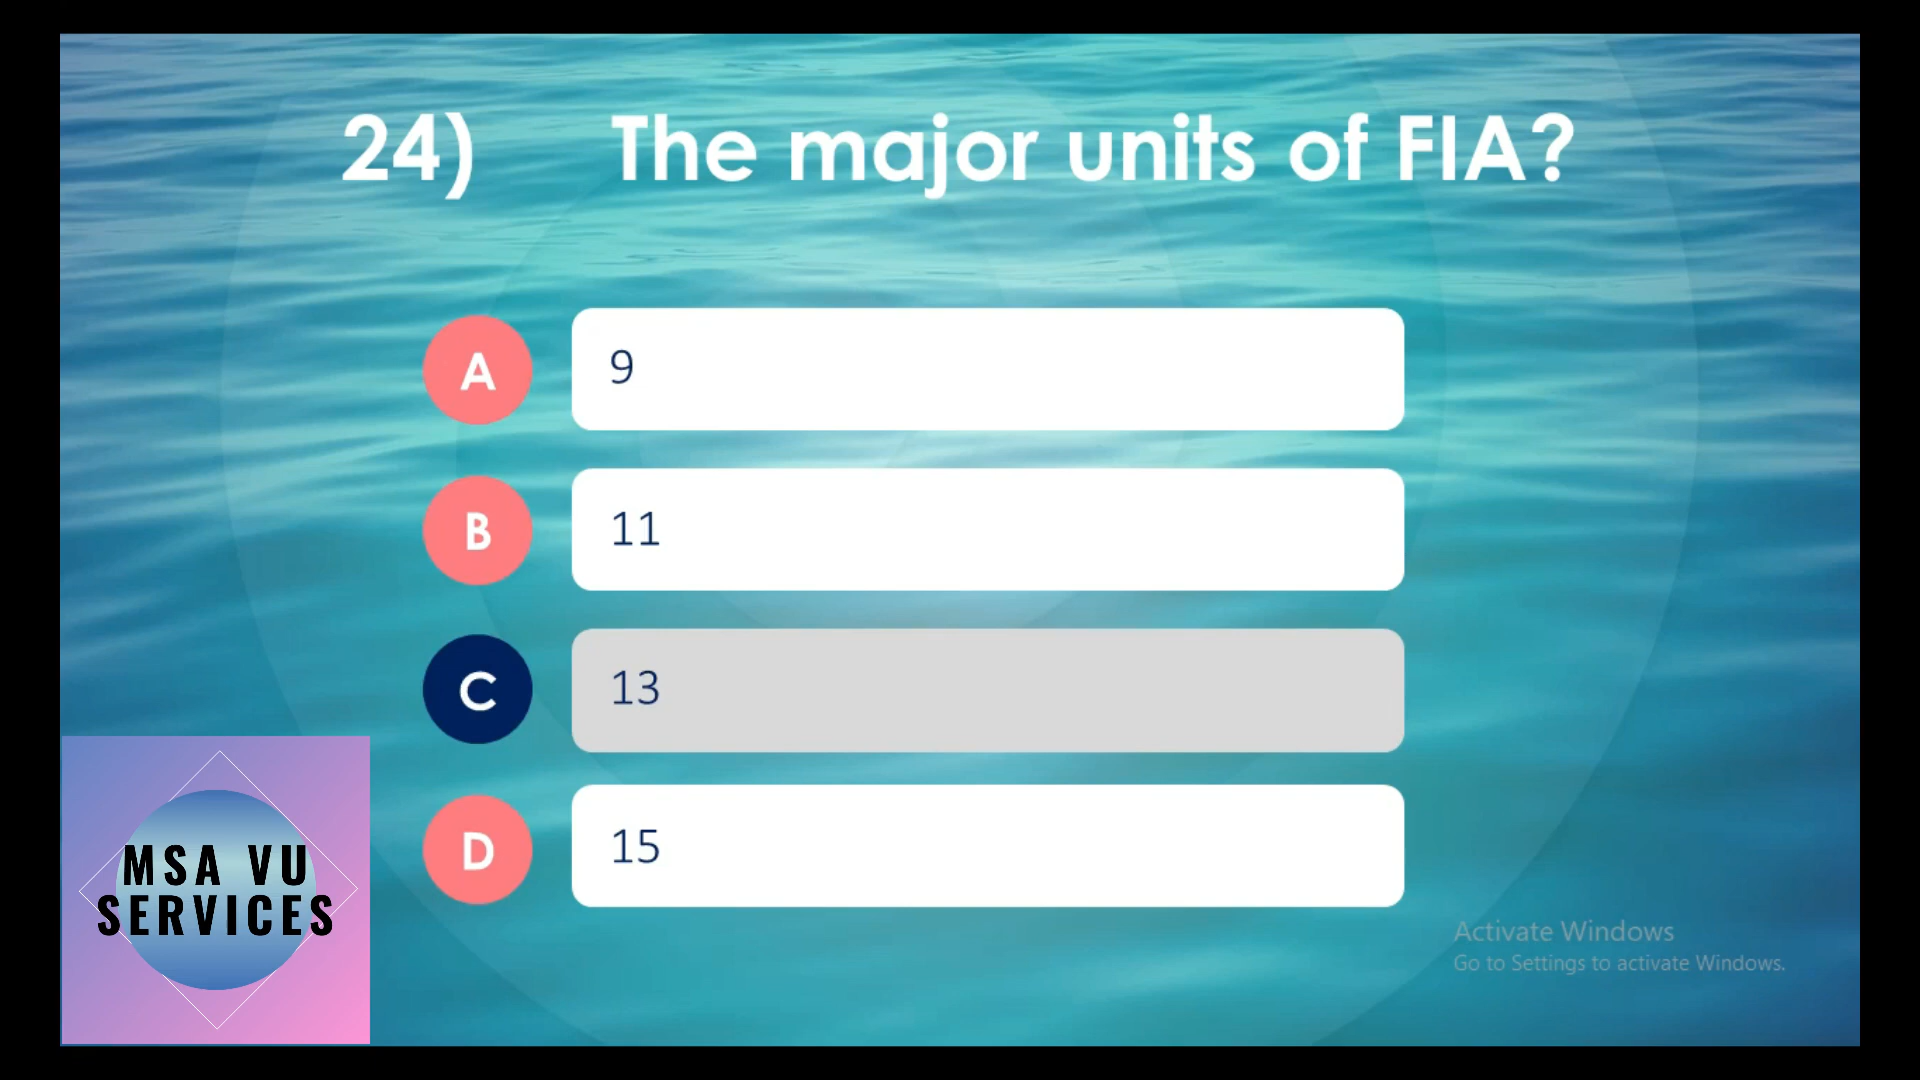 24) The major units of FIA?
A 9
B 11
C 13
D 15
MSA VU
SERVICES
Activate Windows
Go to Settings to activate Windows.